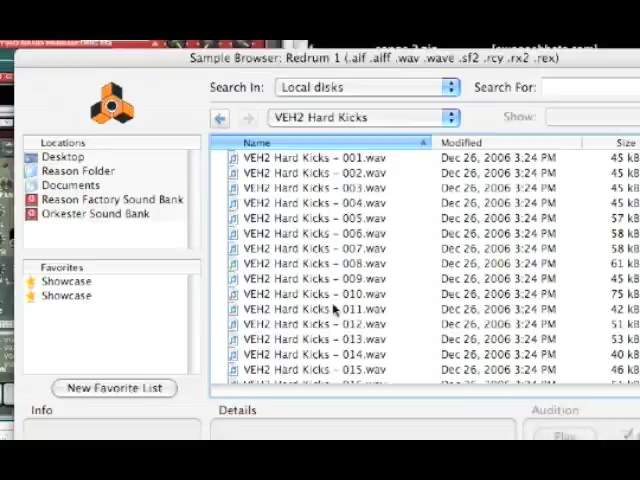 Sample Browser: Redrum 1 (.aif .aiff .wav .wave .sf2 .rcy .rx2 .rex)
Search In: Local disks Search For:
VEH2 Hard Kicks Show:
Locations
Desktop
Reason Folder
Documents
Reason Factory Sound Bank
Orkester Sound Bank
Favorites
Showcase
Showcase
New Favorite List
Name Modified Size
VEH2 Hard Kicks - 001.wav Dec 26, 2006 3:24 PM 45 kB
VEH2 Hard Kicks - 002.wav Dec 26, 2006 3:24 PM 45 kB
VEH2 Hard Kicks - 003.wav Dec 26, 2006 3:24 PM 45 kB
VEH2 Hard Kicks - 004.wav Dec 26, 2006 3:24 PM 45 kB
VEH2 Hard Kicks - 005.wav Dec 26, 2006 3:24 PM 57 kB
VEH2 Hard Kicks - 006.wav Dec 26, 2006 3:24 PM 58 kB
VEH2 Hard Kicks - 007.wav Dec 26, 2006 3:24 PM 58 kB
VEH2 Hard Kicks - 008.wav Dec 26, 2006 3:24 PM 61 kB
VEH2 Hard Kicks - 009.wav Dec 26, 2006 3:24 PM 45 kB
VEH2 Hard Kicks - 010.wav Dec 26, 2006 3:24 PM 75 kB
VEH2 Hard Kicks - 011.wav Dec 26, 2006 3:24 PM 42 kB
VEH2 Hard Kicks - 012.wav Dec 26, 2006 3:24 PM 51 kB
VEH2 Hard Kicks - 013.wav Dec 26, 2006 3:24 PM 53 kB
VEH2 Hard Kicks - 014.wav Dec 26, 2006 3:24 PM 40 kB
VEH2 Hard Kicks - 015.wav Dec 26, 2006 3:24 PM 46 kB
Info Details Audition
Play